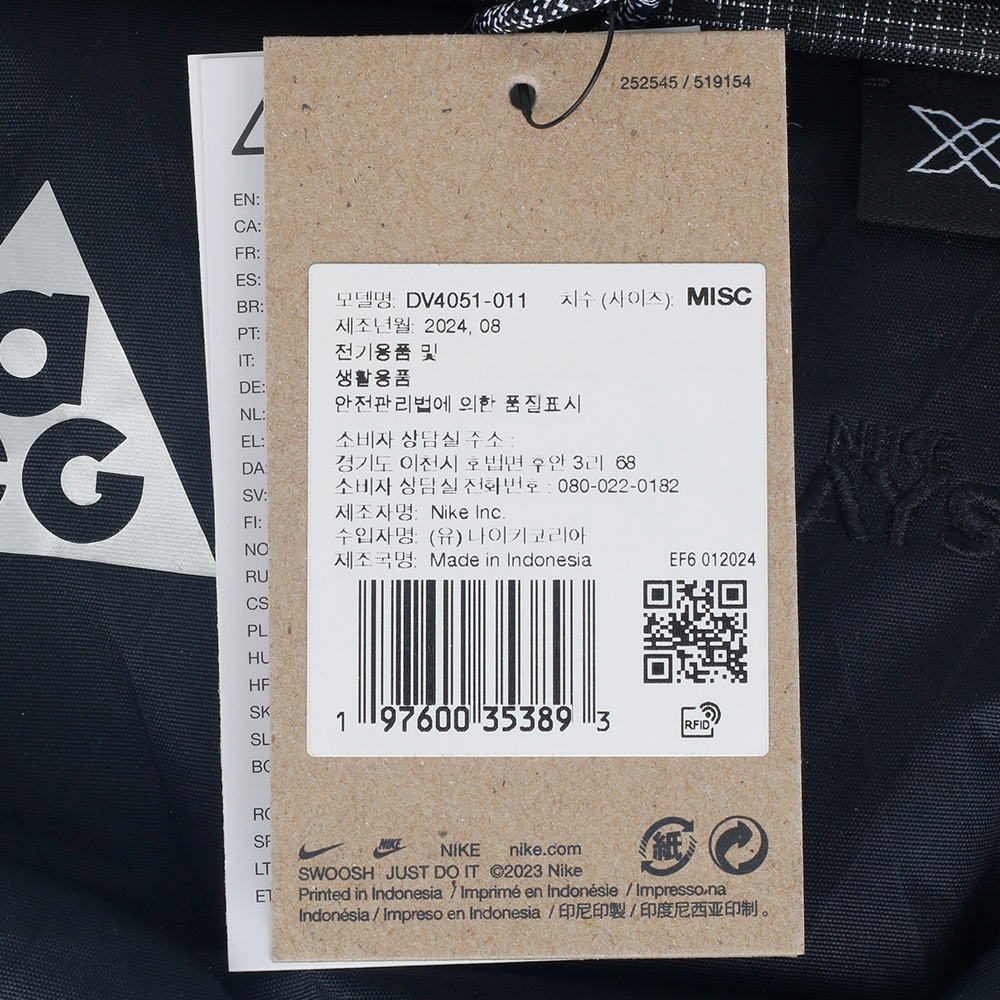 252545 / 519154
모델명: DV4051-011 치수 (사이즈): MISC
제조년월: 2024, 08
전기용품 및
생활용품
안전관리법에 의한 품질표시
소비자 상담실 주소 :
경기도 이천시 호법면 후안 3리 68
소비자 상담실 전화번호 : 080-022-0182
제조자명: Nike Inc.
수입자명: (유) 나이키코리아
제조국명: Made in Indonesia EF6 012024
1 97600 35389 3
RFID
紙
NIKE NIKE nike.com
SWOOSH JUST DO IT ©2023 Nike
Printed in Indonesia / Imprimé en Indonésie / Impresso na
Indonésia / Impreso en Indonesia / 印尼印製 / 印度尼西亚印制。
EN:
CA:
FR:
ES:
BR:
PT:
IT:
DE:
NL:
EL:
DA:
SV:
FI:
NO
RU
CS
PL
HU
HR
SK
SL
BG
RO
SR
LT
ET
NIKE